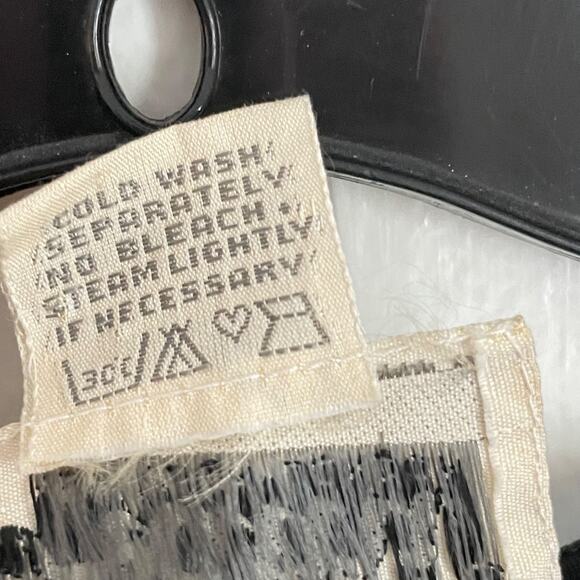 COLD WASH/
/SEPARATELY/
/NO BLEACH +/
STEAM LIGHTLY/
/IF NECESSARY/
30°C